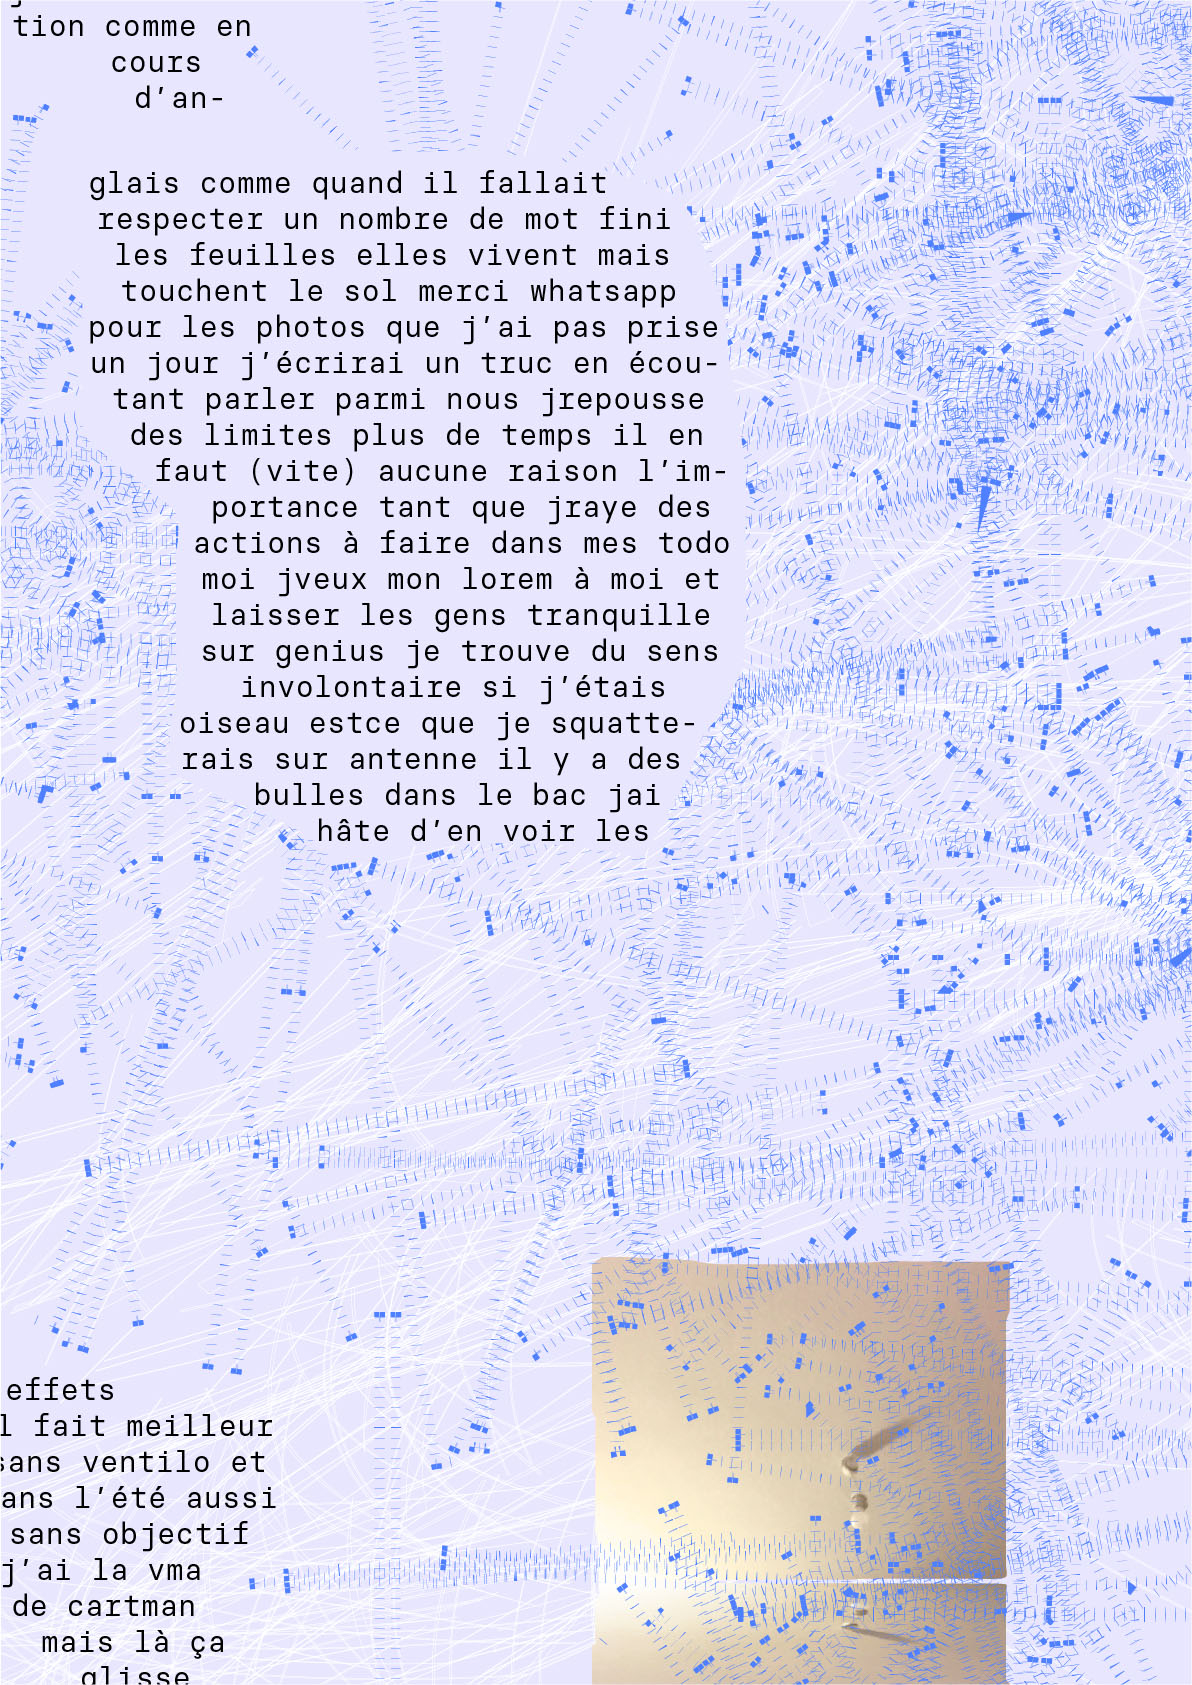 tion comme en
cours
d'an-
glais comme quand il fallait
respecter un nombre de mot fini
les feuilles elles vivent mais
touchent le sol merci whatsapp
pour les photos que j'ai pas prise
un jour j'écrirai un truc en écou-
tant parler parmi nous jrepousse
des limites plus de temps il en
faut (vite) aucune raison l'im-
portance tant que jraye des
actions à faire dans mes todo
moi jveux mon lorem à moi et
laisser les gens tranquille
sur genius je trouve du sens
involontaire si j'étais
oiseau estce que je squatte-
rais sur antenne il y a des
bulles dans le bac jai
hâte d'en voir les
effets
l fait meilleur
sans ventilo et
ans l'été aussi
sans objectif
j'ai la vma
de cartman
mais là ça
glisse